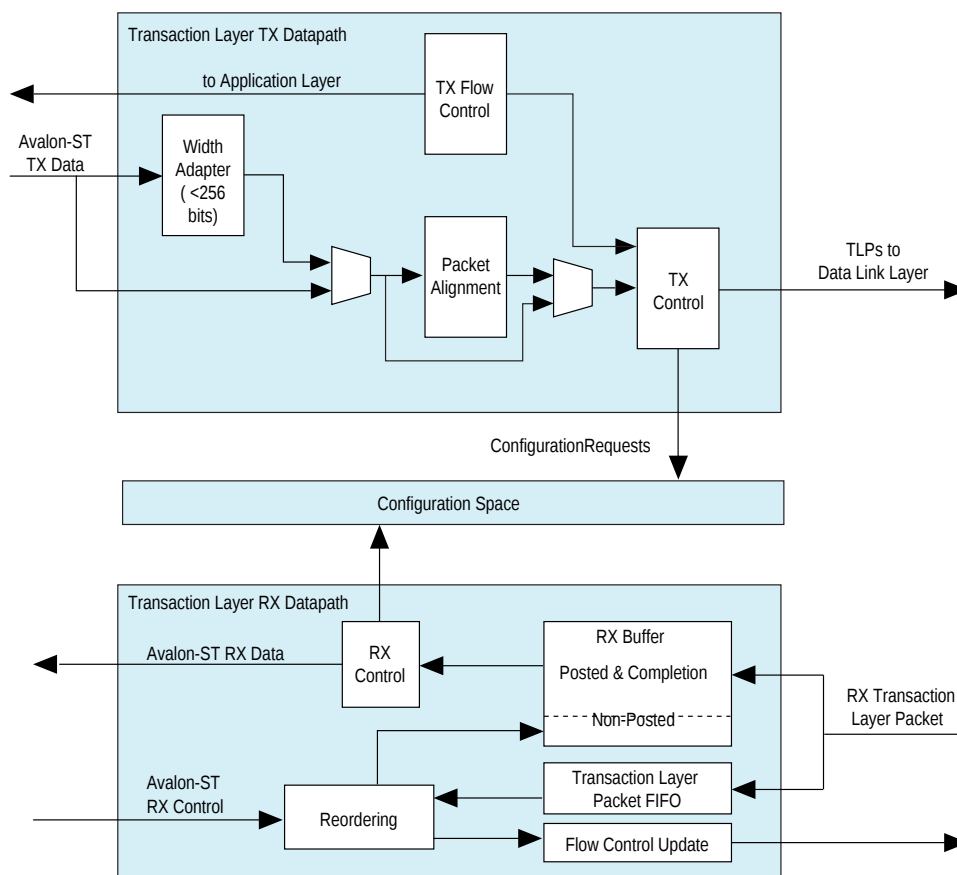 Transaction Layer TX Datapath
to Application Layer
TX Flow
Control
Avalon-ST
TX Data
Width
Adapter
( <256
bits)
Packet
Alignment
TX
Control
TLPs to
Data Link Layer
ConfigurationRequests
Configuration Space
Transaction Layer RX Datapath
Avalon-ST RX Data
RX
Control
RX Buffer
Posted & Completion
Non-Posted
RX Transaction
Layer Packet
Avalon-ST
RX Control
Reordering
Transaction Layer
Packet FIFO
Flow Control Update